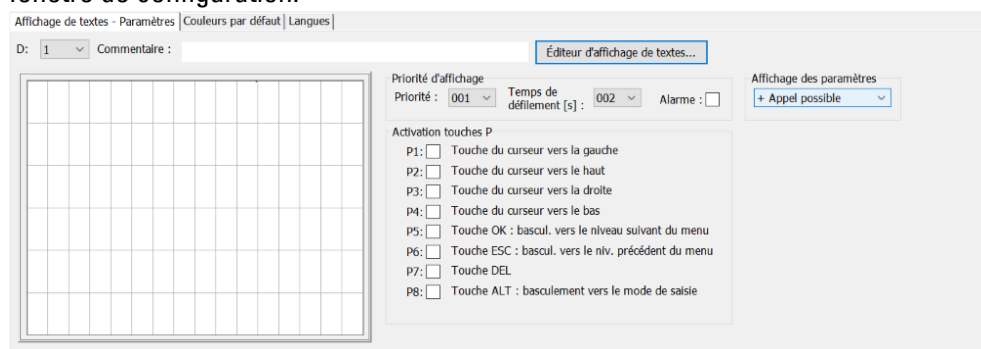 fenêtre de configuration.
Affichage de textes - Paramètres Couleurs par défaut Langues
D: 1 Commentaire : Éditeur d'affichage de textes...
Priorité d'affichage Affichage des paramètres
Priorité : 001 Temps de défilement [s] : 002 Alarme : + Appel possible
Activation touches P
P1: Touche du curseur vers la gauche
P2: Touche du curseur vers le haut
P3: Touche du curseur vers la droite
P4: Touche du curseur vers le bas
P5: Touche OK : bascul. vers le niveau suivant du menu
P6: Touche ESC : bascul. vers le niv. précédent du menu
P7: Touche DEL
P8: Touche ALT : basculement vers le mode de saisie